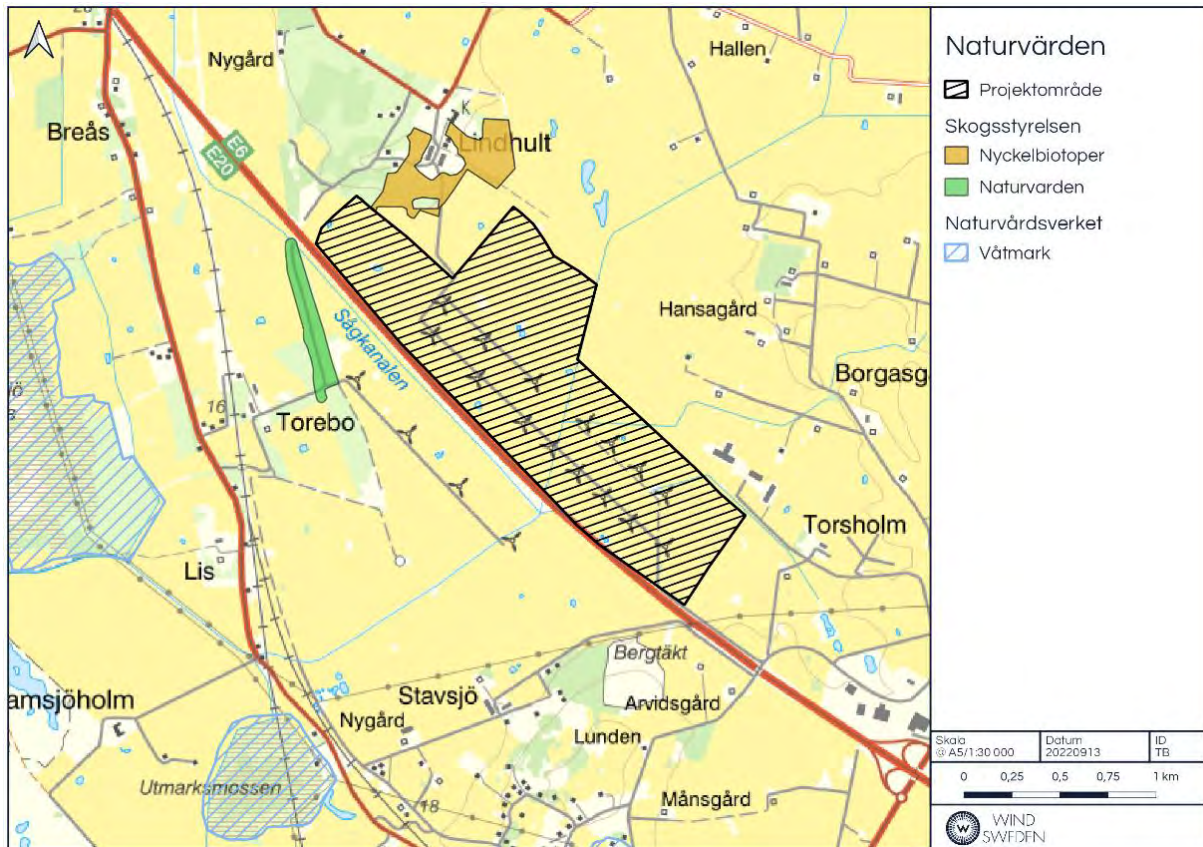 Nygård
Hallen
Breås
K
Lindhult
E6
E20
Hansagård
Sågkanalen
Borgasg
16
Torebo
Torsholm
Lis
Bergtäkt
amsjöholm
Stavsjö
Arvidsgård
Nygård
Lunden
Utmarksmossen
18
Månsgård
Naturvärden
Projektområde
Skogsstyrelsen
Nyckelbiotoper
Naturvarden
Naturvårdsverket
Våtmark
Skala
@ A5/1:30 000
Datum
20220913
ID
TB
0 0,25 0,5 0,75 1 km
W
WIND
SWEDEN